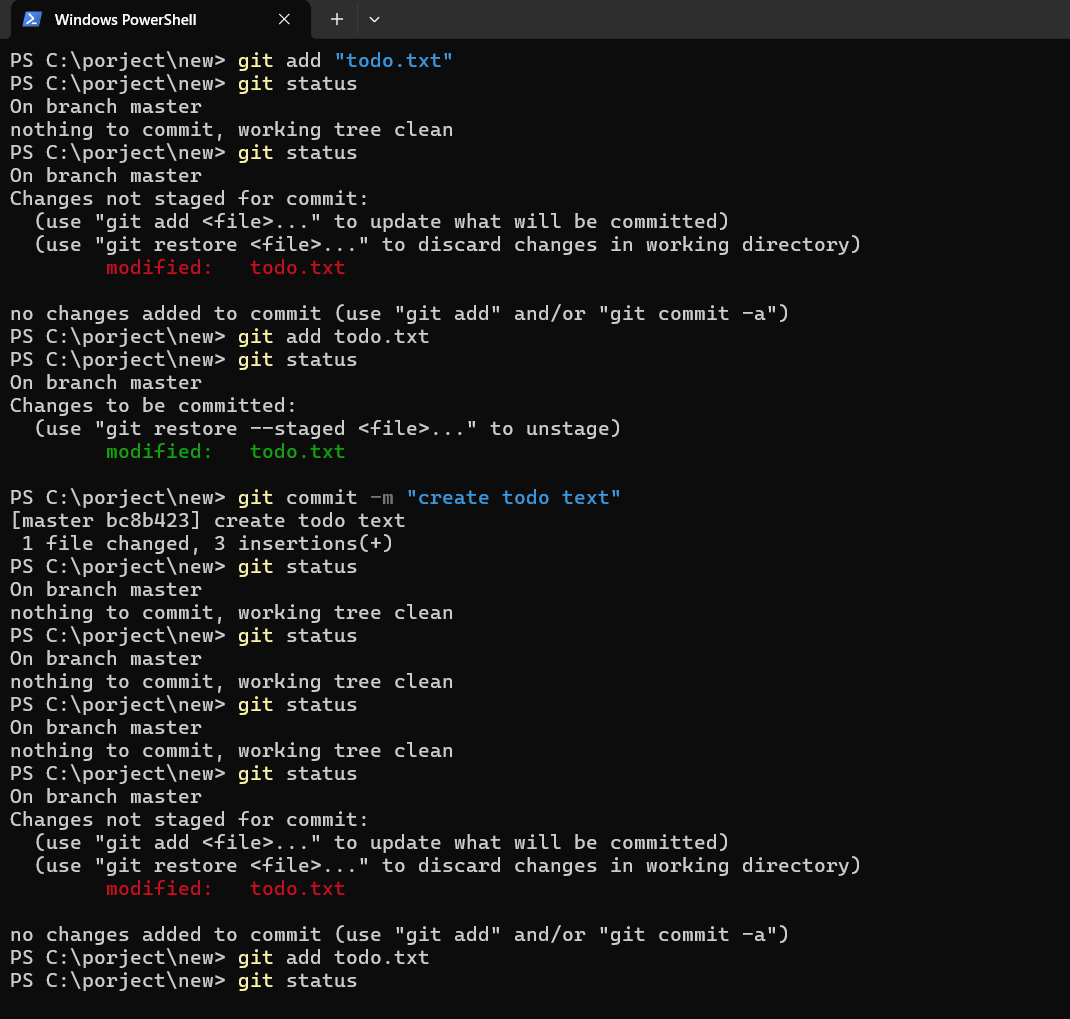 Windows PowerShell
PS C:\porject\new> git add "todo.txt"
PS C:\porject\new> git status
On branch master
nothing to commit, working tree clean
PS C:\porject\new> git status
On branch master
Changes not staged for commit:
  (use "git add <file>..." to update what will be committed)
  (use "git restore <file>..." to discard changes in working directory)
        modified:   todo.txt

no changes added to commit (use "git add" and/or "git commit -a")
PS C:\porject\new> git add todo.txt
PS C:\porject\new> git status
On branch master
Changes to be committed:
  (use "git restore --staged <file>..." to unstage)
        modified:   todo.txt

PS C:\porject\new> git commit -m "create todo text"
[master bc8b423] create todo text
 1 file changed, 3 insertions(+)
PS C:\porject\new> git status
On branch master
nothing to commit, working tree clean
PS C:\porject\new> git status
On branch master
nothing to commit, working tree clean
PS C:\porject\new> git status
On branch master
nothing to commit, working tree clean
PS C:\porject\new> git status
On branch master
Changes not staged for commit:
  (use "git add <file>..." to update what will be committed)
  (use "git restore <file>..." to discard changes in working directory)
        modified:   todo.txt

no changes added to commit (use "git add" and/or "git commit -a")
PS C:\porject\new> git add todo.txt
PS C:\porject\new> git status